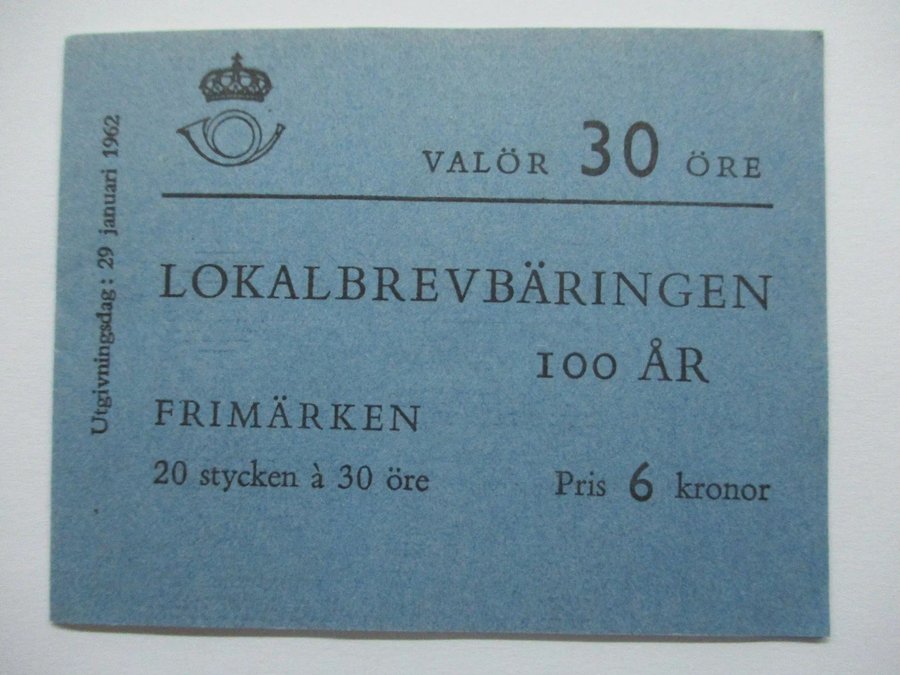 VALÖR 30 ÖRE
LOKALBREVBÄRINGEN
100 ÅR
FRIMÄRKEN
20 stycken à 30 öre
Pris 6 kronor
Utgivningsdag: 29 januari 1962